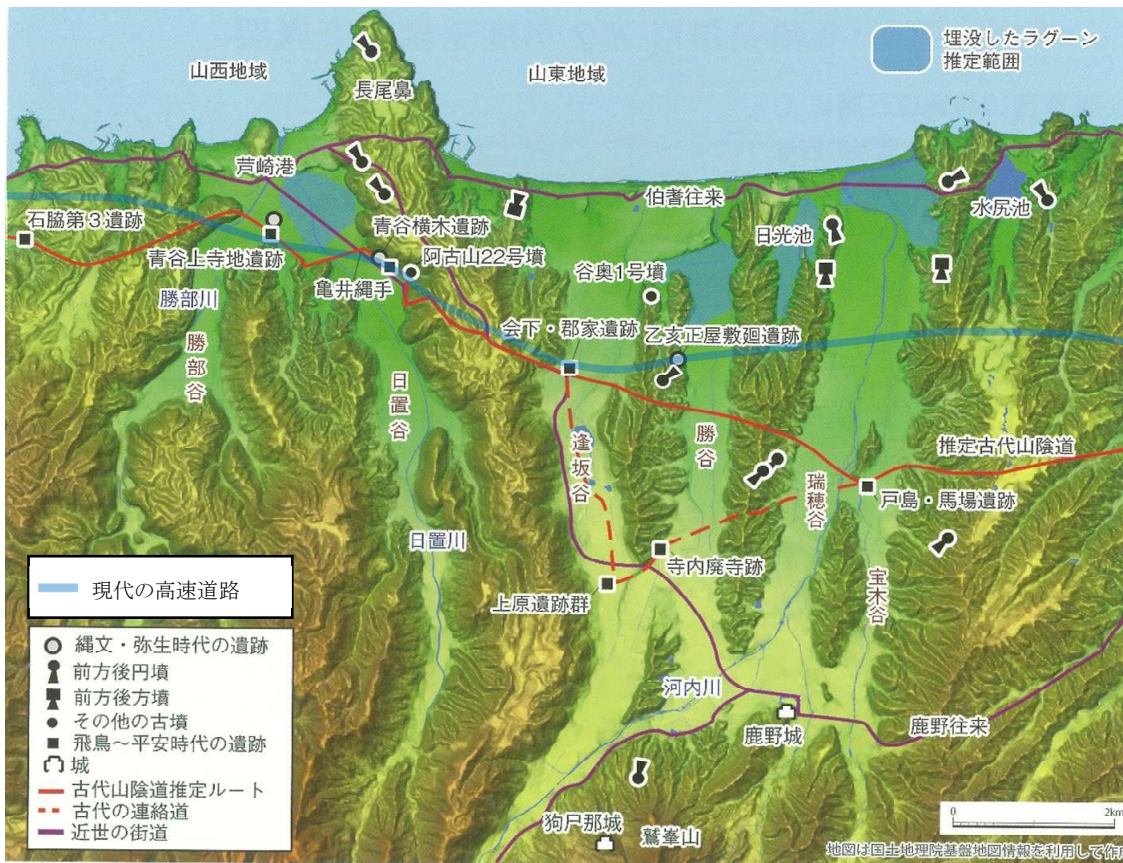 山西地域
長尾鼻
山東地域
埋没したラグーン
推定範囲
芦崎港
伯耆往来
石脇第3遺跡
青谷横木遺跡
水尻池
日光池
青谷上寺地遺跡
阿古山22号墳
谷奥1号墳
亀井縄手
勝部川
会下・郡家遺跡
乙亥正屋敷廻遺跡
勝部谷
日置谷
逢坂谷
勝谷
瑞穂谷
推定古代山陰道
戸島・馬場遺跡
日置川
寺内廃寺跡
宝木谷
上原遺跡群
現代の高速道路
河内川
鹿野城
鹿野往来
狗尸那城
鷲峯山
縄文・弥生時代の遺跡
前方後円墳
前方後方墳
その他の古墳
飛鳥～平安時代の遺跡
城
古代山陰道推定ルート
古代の連絡道
近世の街道
0 2km
地図は国土地理院基盤地図情報を利用して作成